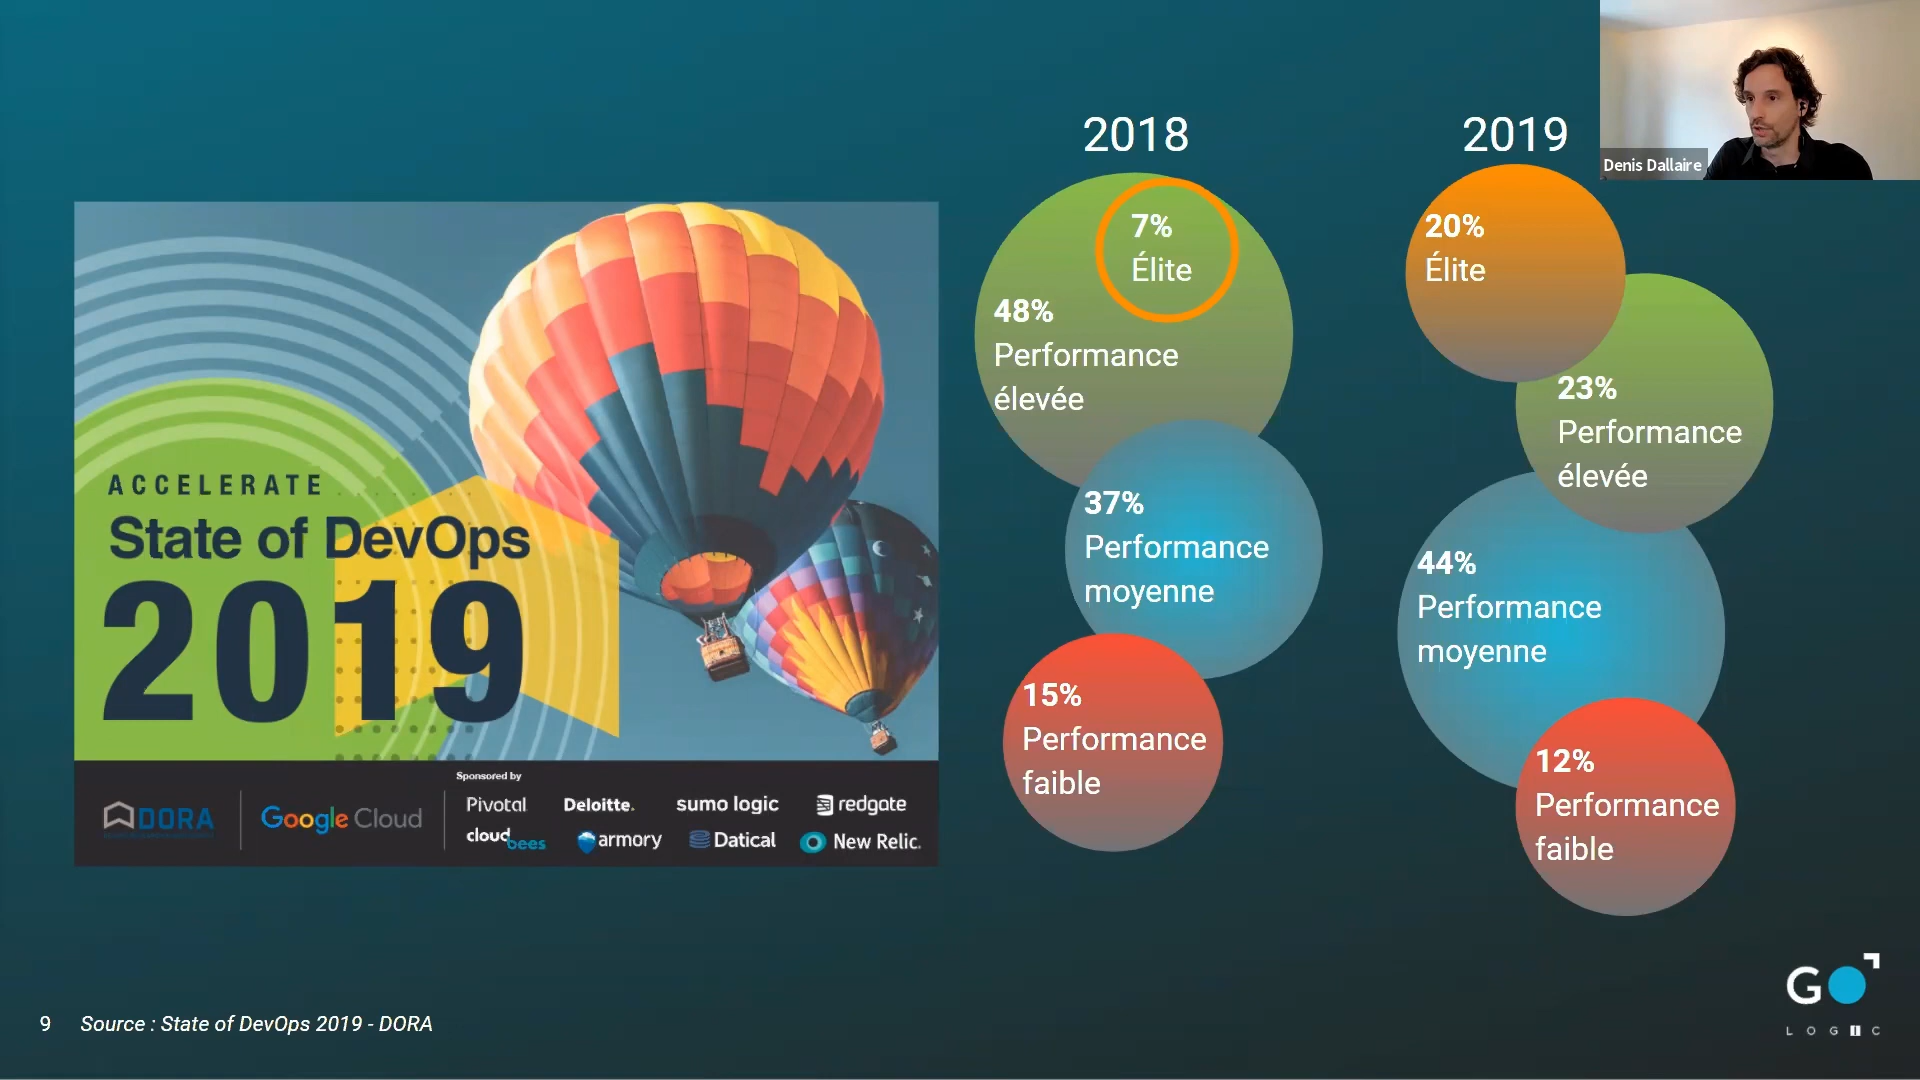 2018
2019
Denis Dallaire
7%
Élite
48%
Performance
élevée
37%
Performance
moyenne
15%
Performance
faible
20%
Élite
23%
Performance
élevée
44%
Performance
moyenne
12%
Performance
faible
ACCELERATE
State of DevOps
2019
Sponsored by
DORA
Google Cloud
Pivotal
Deloitte.
sumo logic
redgate
cloudbees
armory
Datical
New Relic.
GO
LOGIC
9 Source : State of DevOps 2019 - DORA